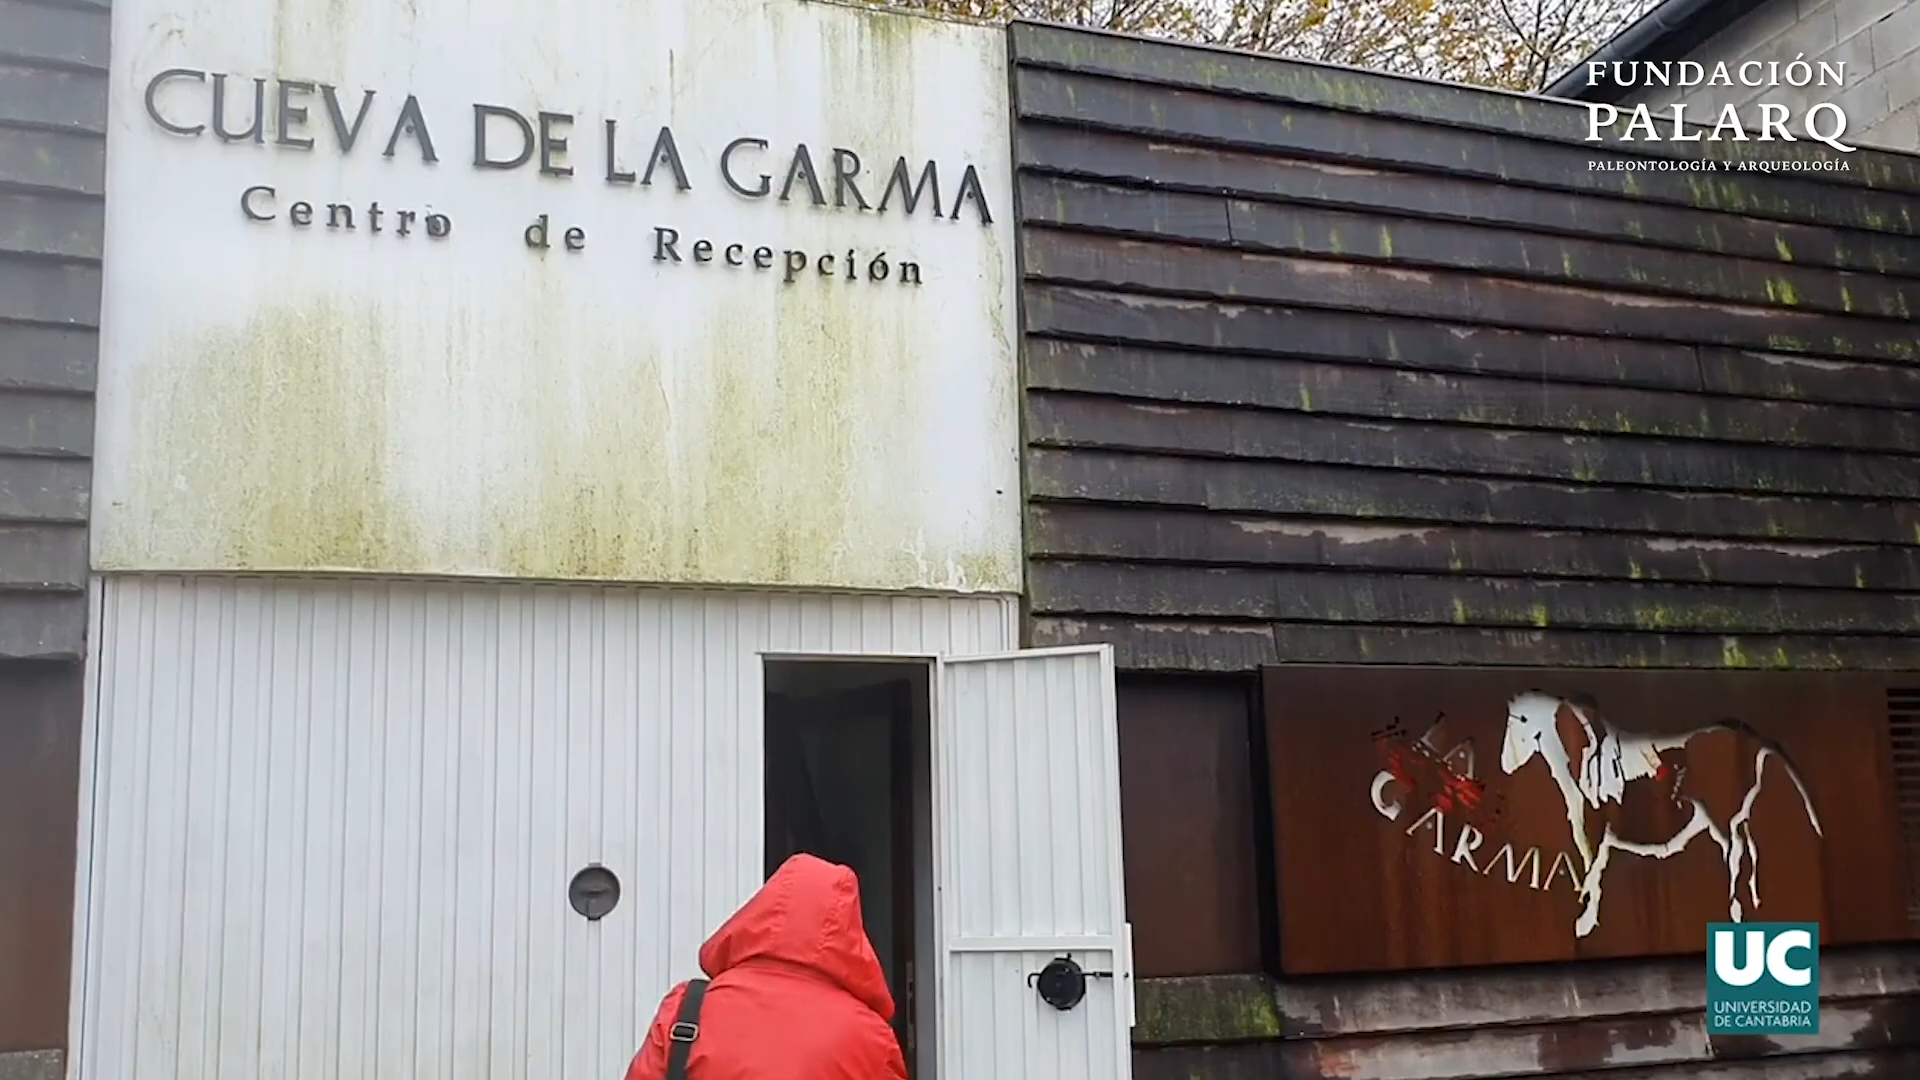 CUEVA DE LA GARMA
Centro de Recepción
FUNDACIÓN
PALARQ
PALEONTOLOGÍA Y ARQUEOLOGÍA
LA
GARMA
UC
UNIVERSIDAD
DE CANTABRIA